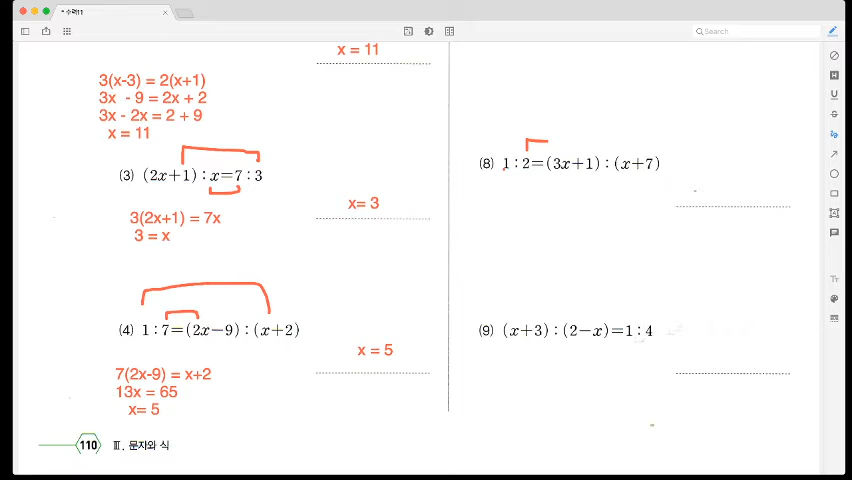 수력11
Search
x = 11
3(x-3) = 2(x+1)
3x - 9 = 2x + 2
3x - 2x = 2 + 9
x = 11
(3) (2x+1) : x=7 : 3
x= 3
3(2x+1) = 7x
3 = x
(4) 1 : 7=(2x−9) : (x+2)
x = 5
7(2x-9) = x+2
13x = 65
x= 5
110 Ⅲ. 문자와 식
(8) 1 : 2=(3x+1) : (x+7)
(9) (x+3) : (2−x)=1 : 4